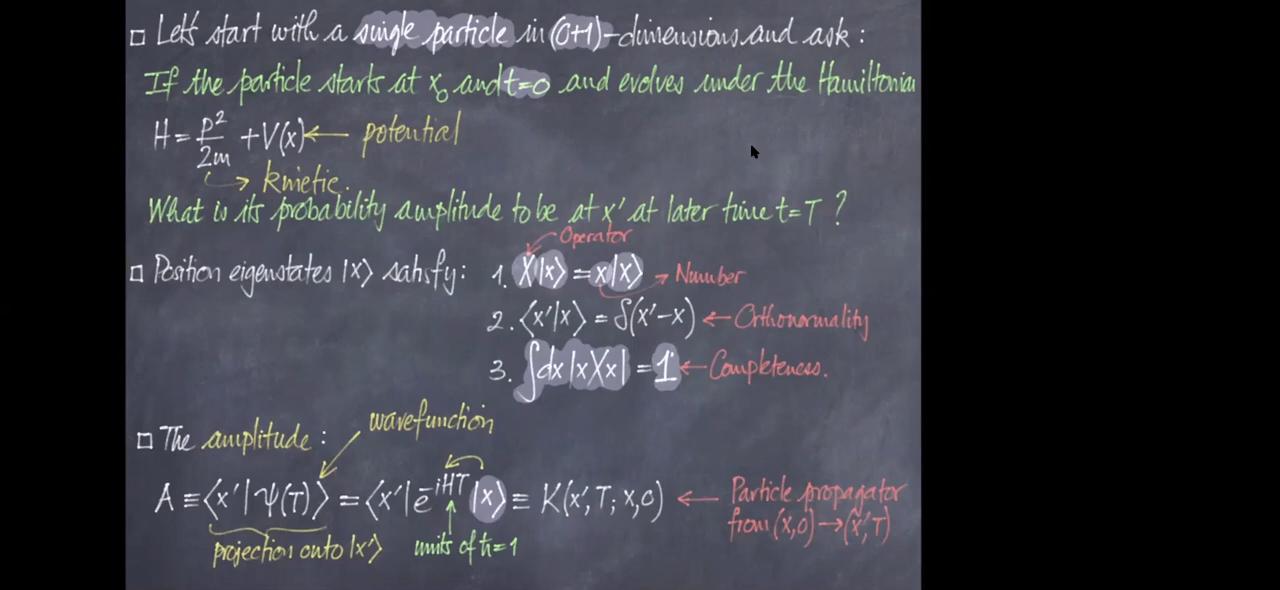 □ Let's start with a single particle in (0+1)-dimensions and ask:
If the particle starts at x₀ and t=0 and evolves under the Hamiltonian
H = p²/2m + V(x) ← potential
→ kinetic.
What is its probability amplitude to be at x' at later time t=T ?
Operator
□ Position eigenstates |x⟩ satisfy: 1. X|x⟩ = x|x⟩ → Number
2. ⟨x'|x⟩ = δ(x'-x) ← Orthonormality
3. ∫dx |x⟩⟨x| = 1 ← Completeness.
□ The amplitude: wavefunction
A ≡ ⟨x'|ψ(T)⟩ = ⟨x'|e^{-iHT}|x⟩ ≡ K(x',T; x,0) ← Particle propagator
from (x,0)→(x',T)
projection onto |x'⟩ units of ħ=1